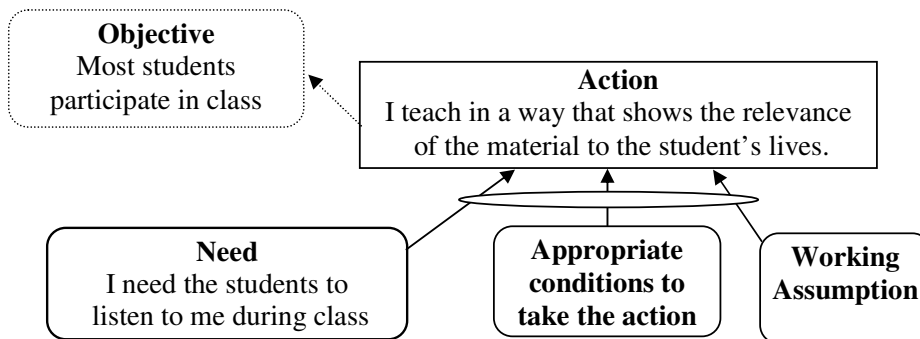 Objective
Most students
participate in class
Action
I teach in a way that shows the relevance
of the material to the student’s lives.
Need
I need the students to
listen to me during class
Appropriate
conditions to
take the action
Working
Assumption